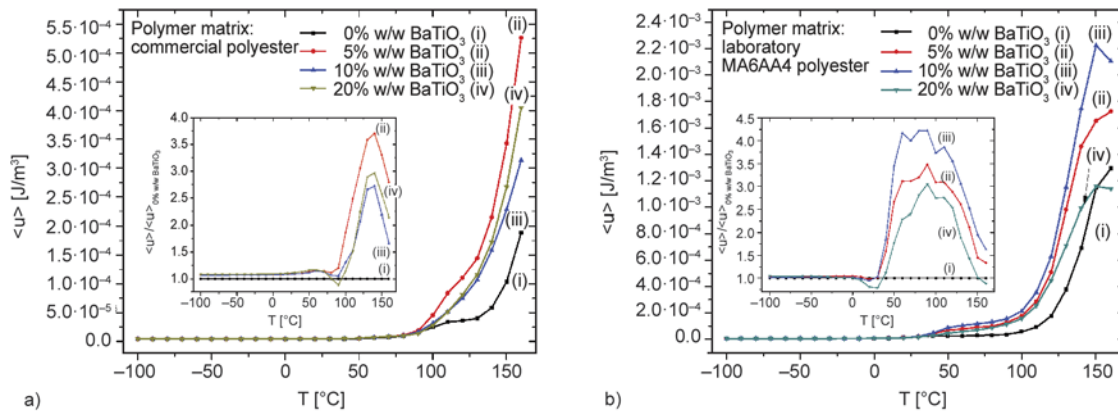 Polymer matrix:
commercial polyester
0% w/w BaTiO3 (i)
5% w/w BaTiO3 (ii)
10% w/w BaTiO3 (iii)
20% w/w BaTiO3 (iv)
5.5·10–4
5.0·10–4
4.5·10–4
4.0·10–4
3.5·10–4
3.0·10–4
2.5·10–4
2.0·10–4
2.5·10–4
1.0·10–4
5.0·10–5
0.0
<u> [J/m3]
–100 –50 0 50 100 150
T [°C]
(ii)
(iv)
(iii)
(i)
4.0
3.5
3.0
2.5
2.0
1.5
1.0
<u>/<u>0% w/w BaTiO3
–100 –50 0 50 100 150
T [°C]
(ii)
(iv)
(iii)
(i)
a)
Polymer matrix:
laboratory
MA6AA4 polyester
0% w/w BaTiO3 (i)
5% w/w BaTiO3 (ii)
10% w/w BaTiO3 (iii)
20% w/w BaTiO3 (iv)
2.4·10–3
2.2·10–3
2.0·10–3
1.8·10–3
1.6·10–3
1.4·10–3
1.2·10–3
1.0·10–3
8.0·10–4
6.0·10–4
4.0·10–4
2.0·10–4
0.0
<u> [J/m3]
–100 –50 0 50 100 150
T [°C]
(iii)
(ii)
(iv)
(i)
4.5
4.0
3.5
3.0
2.5
2.0
1.5
1.0
<u>/<u>0% w/w BaTiO3
–100 –50 0 50 100 150
T [°C]
(iii)
(ii)
(iv)
(i)
b)